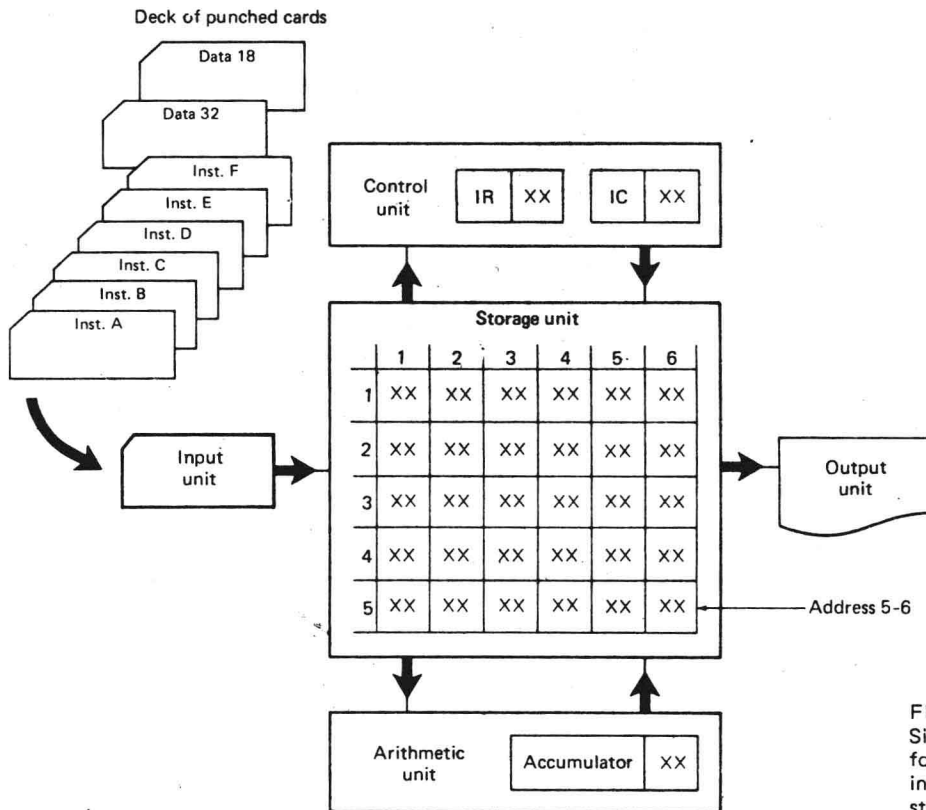 Deck of punched cards
Data 18
Data 32
Inst. F
Inst. E
Inst. D
Inst. C
Inst. B
Inst. A
Control
unit
IR XX
IC XX
Storage unit
1 2 3 4 5 6
1 XX XX XX XX XX XX
2 XX XX XX XX XX XX
3 XX XX XX XX XX XX
4 XX XX XX XX XX XX
5 XX XX XX XX XX XX
Input
unit
Output
unit
Address 5-6
Arithmetic
unit
Accumulator XX